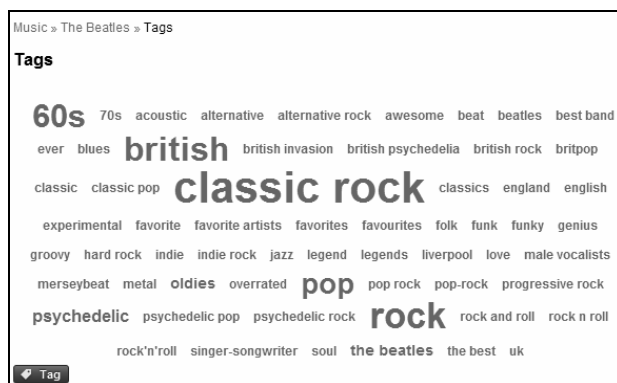 Music » The Beatles » Tags
Tags
60s 70s acoustic alternative alternative rock awesome beat beatles best band
ever blues british british invasion british psychedelia british rock britpop
classic classic pop classic rock classics england english
experimental favorite favorite artists favorites favourites folk funk funky genius
groovy hard rock indie indie rock jazz legend legends liverpool love male vocalists
merseybeat metal oldies overrated pop pop rock pop-rock progressive rock
psychedelic psychedelic pop psychedelic rock rock rock and roll rock n roll
rock'n'roll singer-songwriter soul the beatles the best uk
Tag